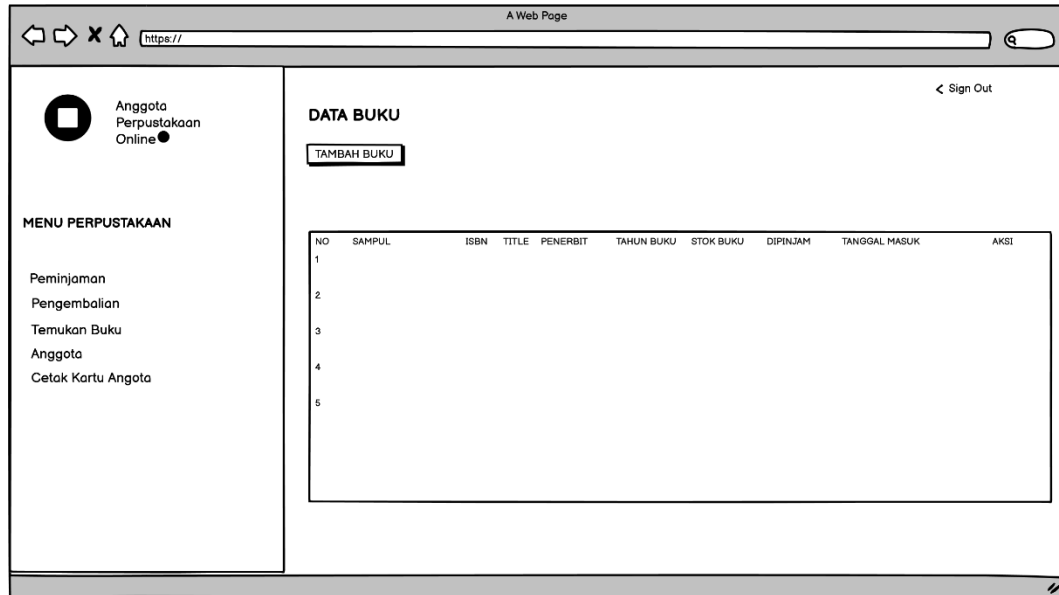 A Web Page
https://
Sign Out
Anggota
Perpustakaan
Online
DATA BUKU
TAMBAH BUKU
MENU PERPUSTAKAAN
Peminjaman
Pengembalian
Temukan Buku
Anggota
Cetak Kartu Angota
NO SAMPUL ISBN TITLE PENERBIT TAHUN BUKU STOK BUKU DIPINJAM TANGGAL MASUK AKSI
1
2
3
4
5